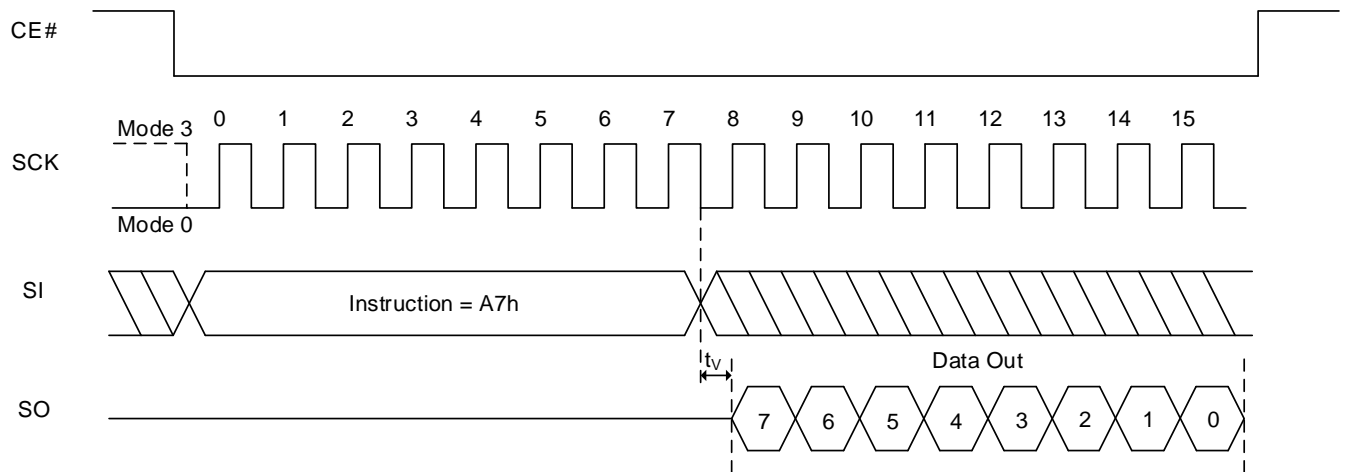 CE#
0 1 2 3 4 5 6 7 8 9 10 11 12 13 14 15
Mode 3
SCK
Mode 0
SI
Instruction = A7h
tV
Data Out
SO
7 6 5 4 3 2 1 0